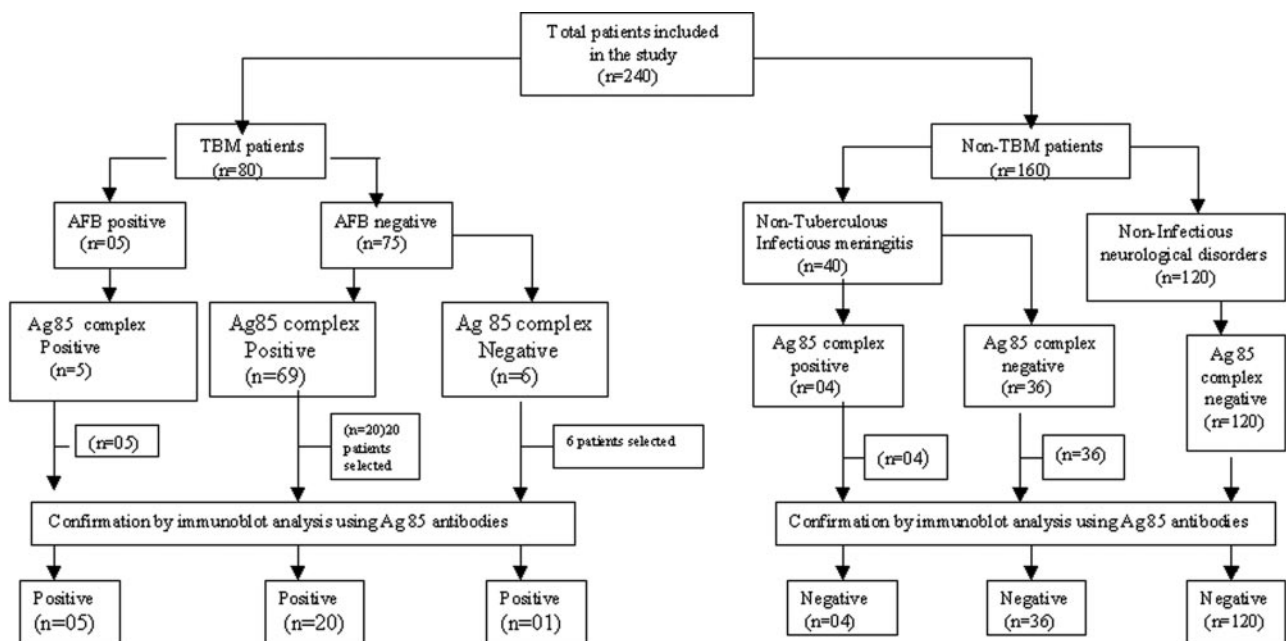 Total patients included
in the study
(n=240)
TBM patients
(n=80)
Non-TBM patients
(n=160)
AFB positive
(n=05)
AFB negative
(n=75)
Non-Tuberculous
Infectious meningitis
(n=40)
Non-Infectious
neurological disorders
(n=120)
Ag85 complex
Positive
(n=5)
Ag85 complex
Positive
(n=69)
Ag 85 complex
Negative
(n=6)
Ag 85 complex
positive
(n=04)
Ag 85 complex
negative
(n=36)
Ag 85
complex
negative
(n=120)
(n=05)
(n=20)20
patients
selected
6 patients selected
(n=04)
(n=36)
Confirmation by immunoblot analysis using Ag 85 antibodies
Confirmation by immunoblot analysis using Ag 85 antibodies
Positive
(n=05)
Positive
(n=20)
Positive
(n=01)
Negative
(n=04)
Negative
(n=36)
Negative
(n=120)